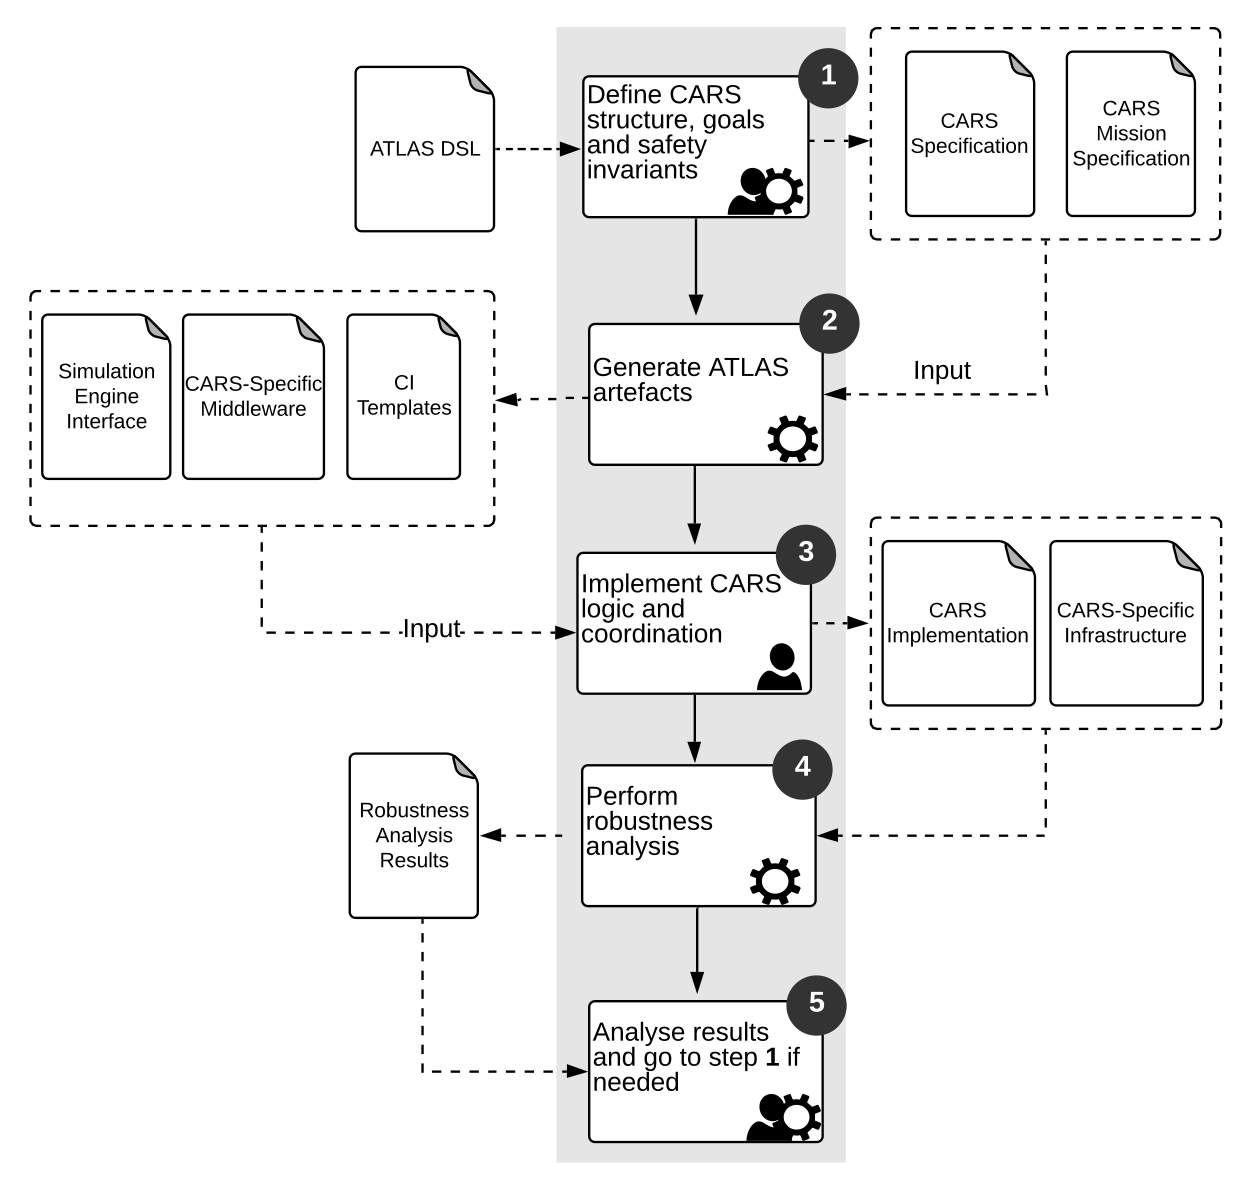 1
Define CARS
structure, goals
and safety
invariants
ATLAS DSL
CARS
Specification
CARS
Mission
Specification
2
Generate ATLAS
artefacts
Input
Simulation
Engine
Interface
CARS-Specific
Middleware
CI
Templates
3
Implement CARS
logic and
coordination
Input
CARS
Implementation
CARS-Specific
Infrastructure
4
Perform
robustness
analysis
Robustness
Analysis
Results
5
Analyse results
and go to step 1 if
needed